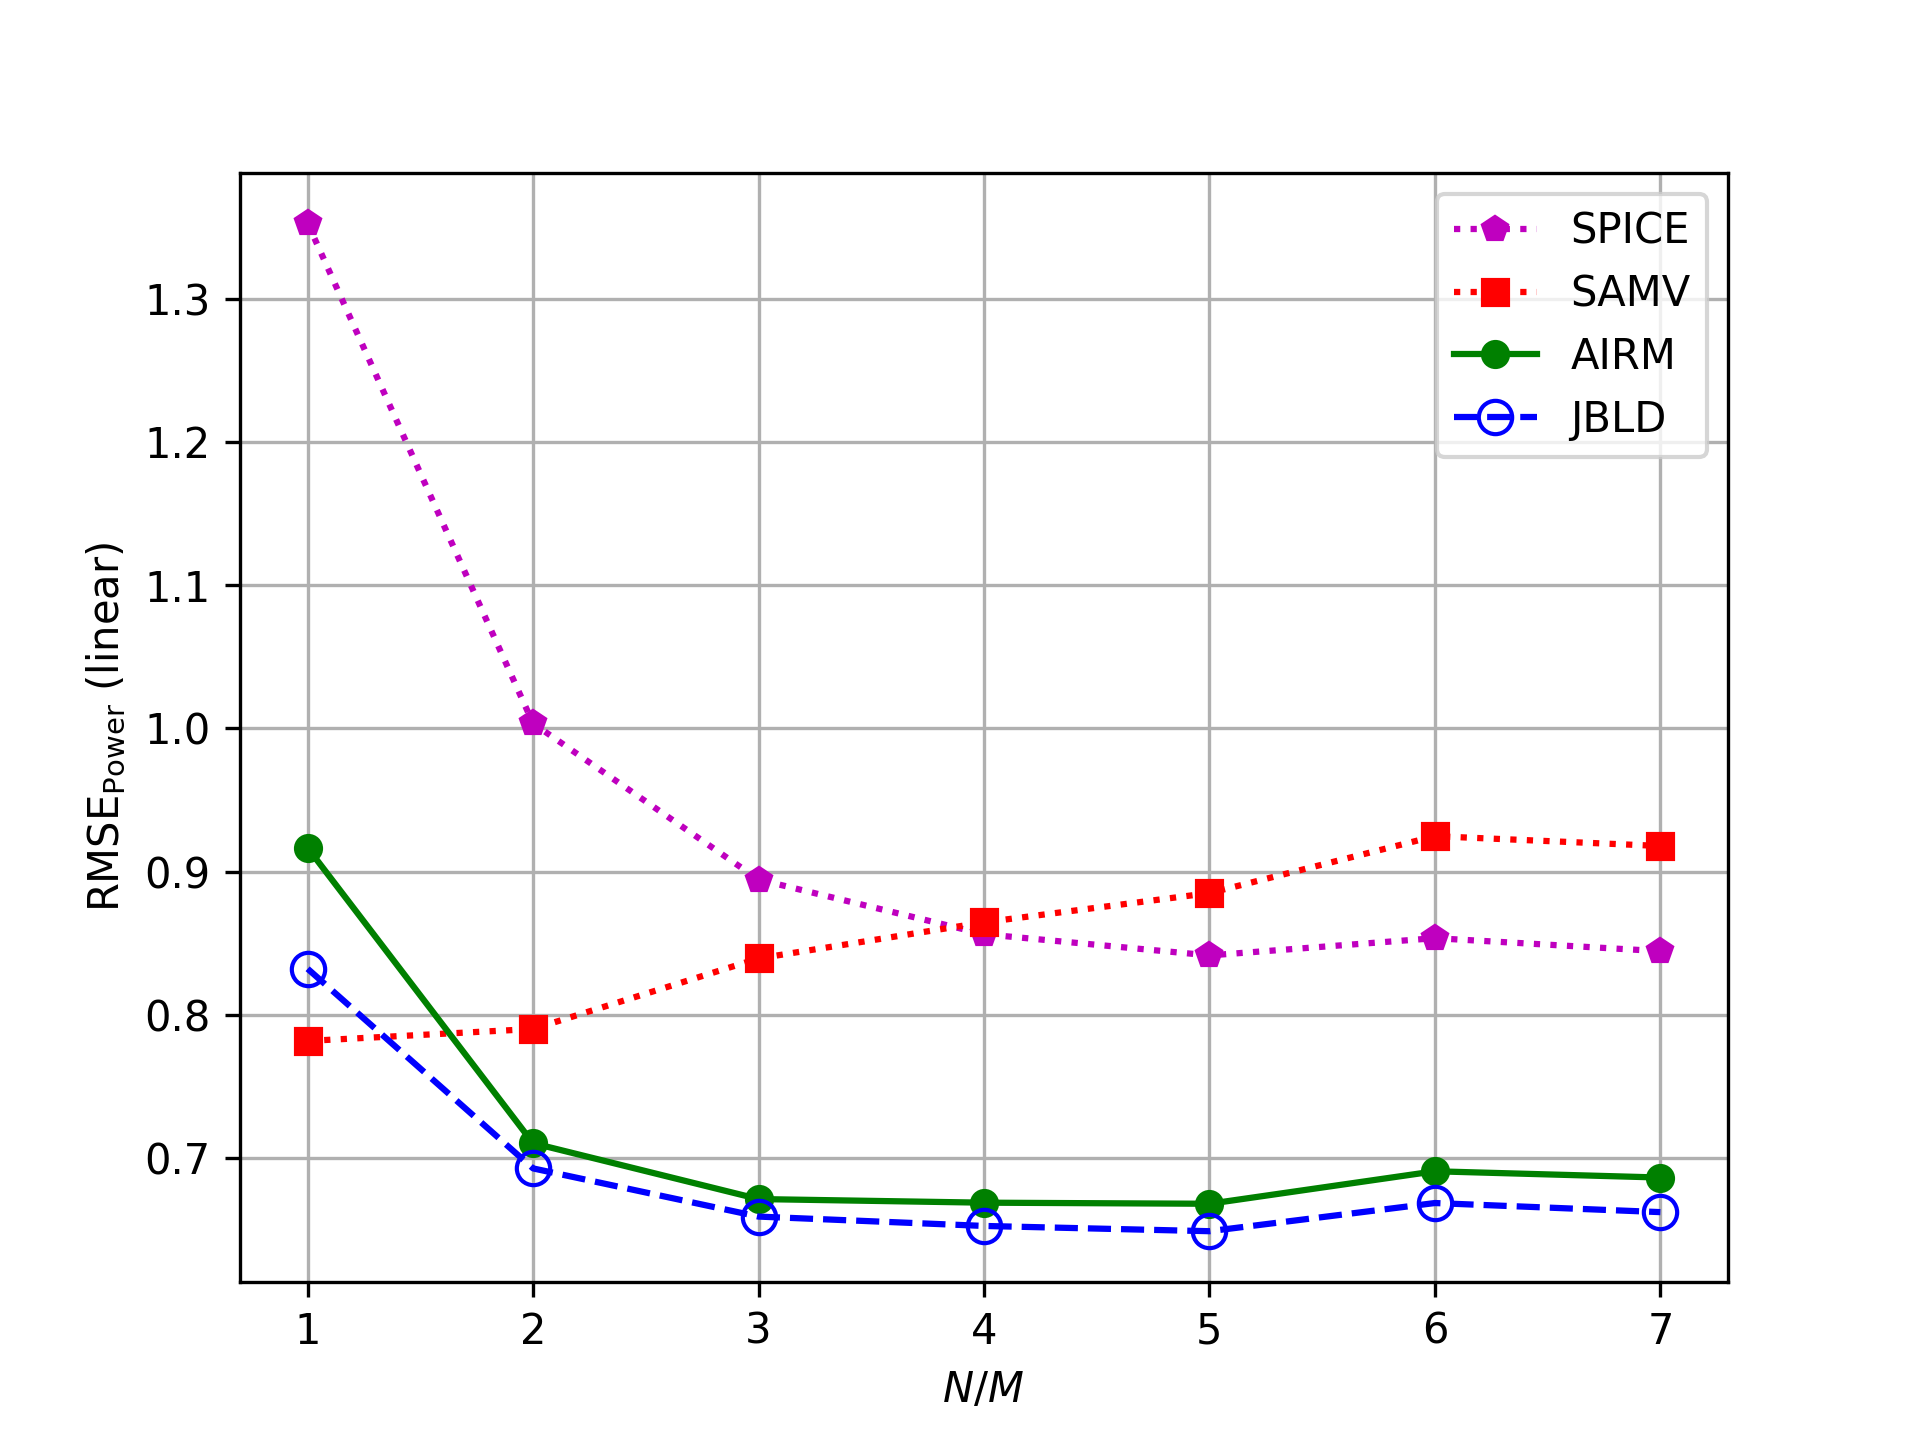 SPICE
SAMV
AIRM
JBLD
1.3
1.2
1.1
1.0
0.9
0.8
0.7
RMSE_Power (linear)
1 2 3 4 5 6 7
N/M